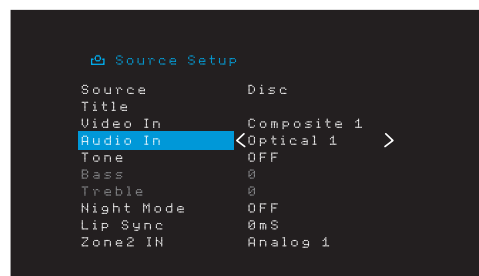 Source Setup
Source Disc
Title
Video In Composite 1
Audio In <Optical 1 >
Tone OFF
Bass 0
Treble 0
Night Mode OFF
Lip Sync 0mS
Zone2 IN Analog 1